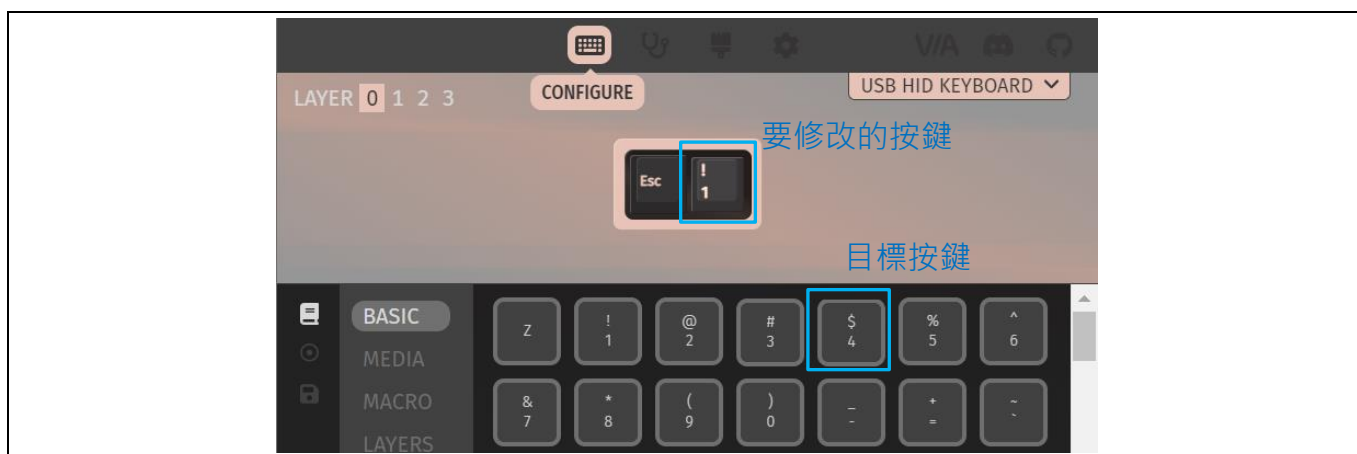 VIA
LAYER 0 1 2 3
CONFIGURE
USB HID KEYBOARD
要修改的按鍵
Esc
!
1
目標按鍵
BASIC
MEDIA
MACRO
LAYERS
Z
!
1
@
2
#
3
$
4
%
5
^
6
&
7
*
8
(
9
)
0
_
-
+
=
~
`